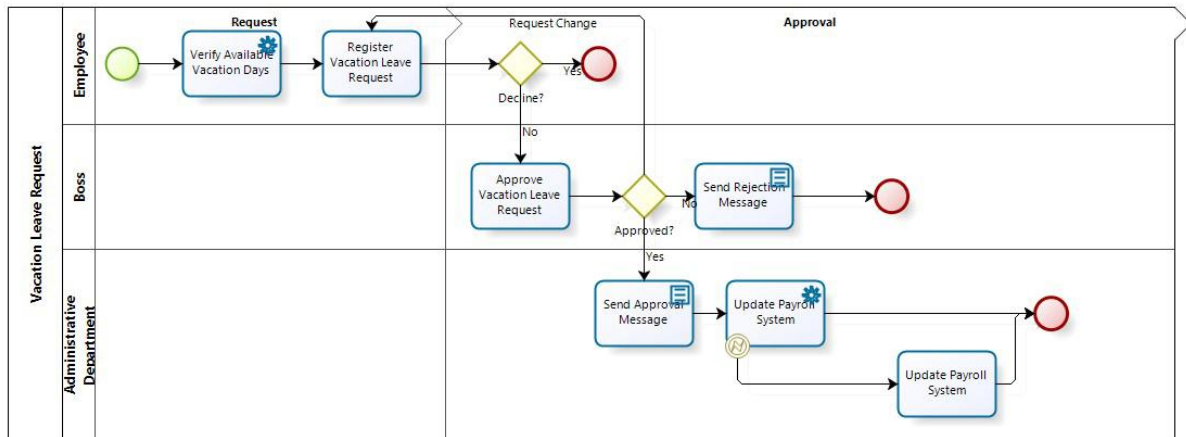 Vacation Leave Request
Request
Request Change
Approval
Employee
Verify Available
Vacation Days
Register
Vacation Leave
Request
Decline?
Yes
No
Boss
Approve
Vacation Leave
Request
Approved?
No
Send Rejection
Message
Yes
Administrative
Department
Send Approval
Message
Update Payroll
System
Update Payroll
System